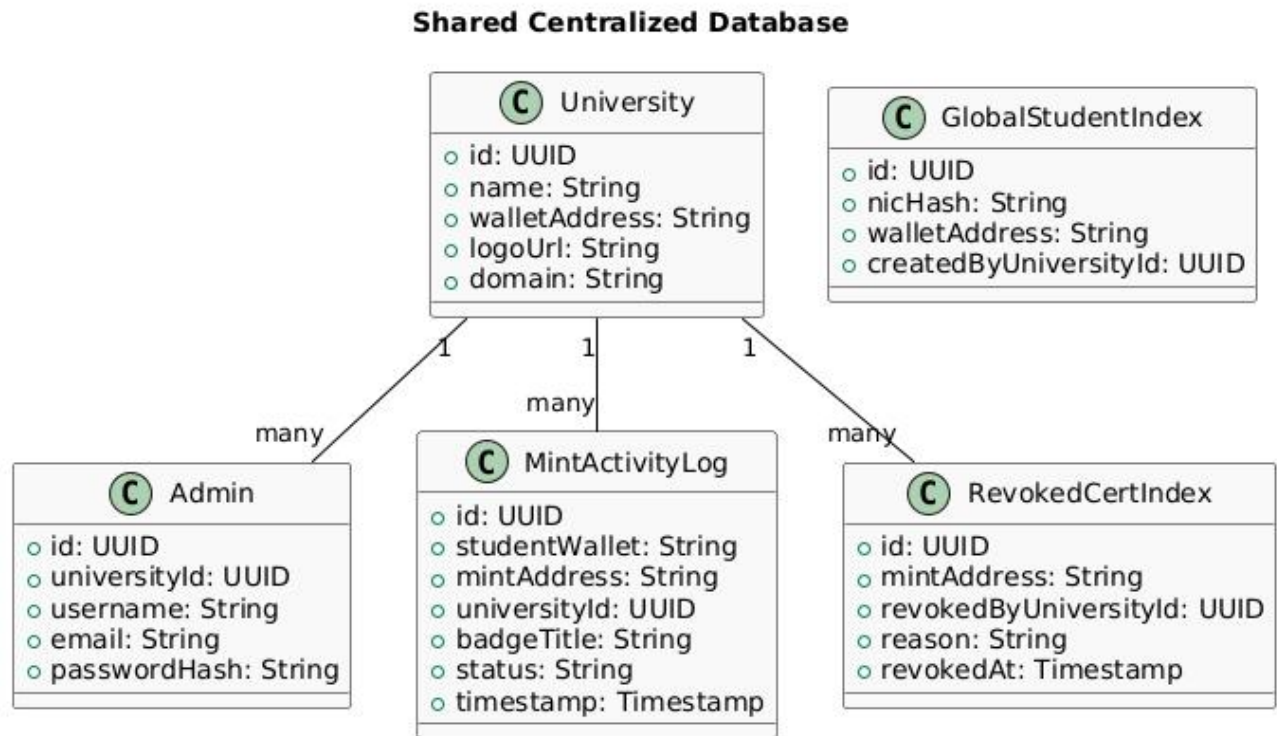 Shared Centralized Database
C University
id: UUID
name: String
walletAddress: String
logoUrl: String
domain: String
C GlobalStudentIndex
id: UUID
nicHash: String
walletAddress: String
createdByUniversityId: UUID
1
1
1
many
many
many
C Admin
id: UUID
universityId: UUID
username: String
email: String
passwordHash: String
C MintActivityLog
id: UUID
studentWallet: String
mintAddress: String
universityId: UUID
badgeTitle: String
status: String
timestamp: Timestamp
C RevokedCertIndex
id: UUID
mintAddress: String
revokedByUniversityId: UUID
reason: String
revokedAt: Timestamp